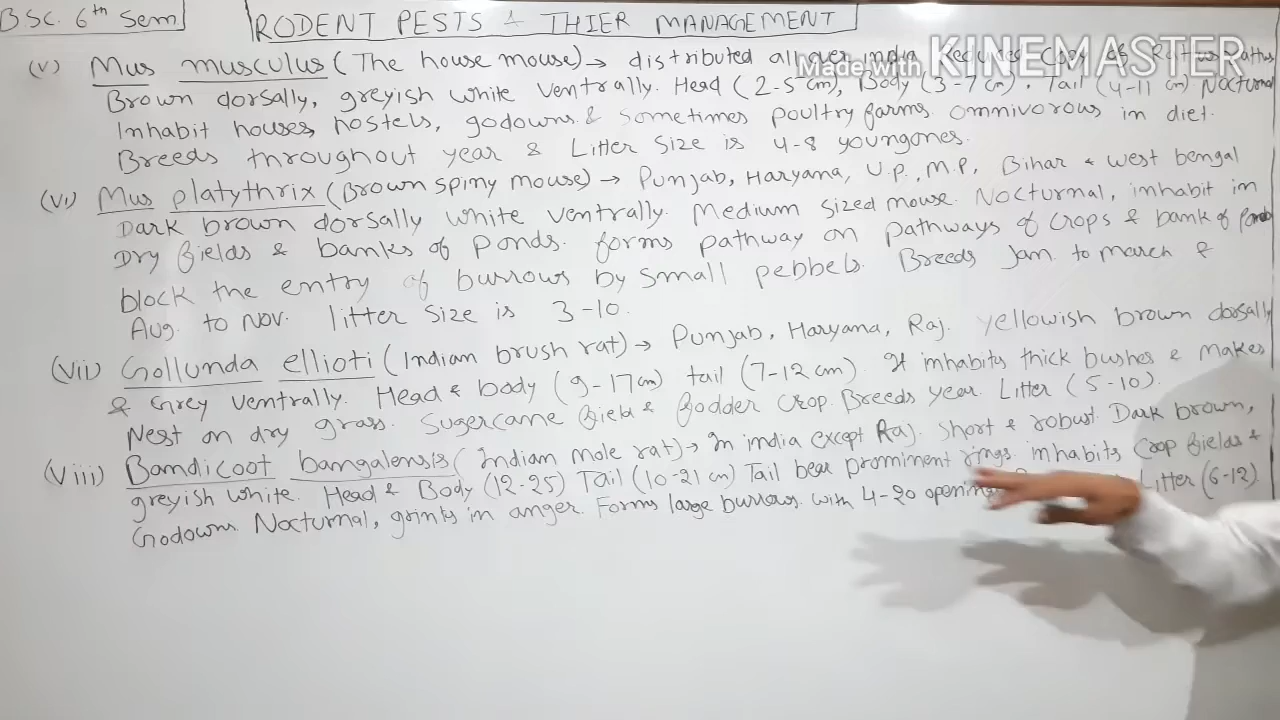 BSC. 6th Sem
RODENT PESTS & THIER MANAGEMENT
Made with KINEMASTER
(v) Mus musculus (The house mouse) → distributed all over india
Brown dorsally, greyish white ventrally. Head (2-5 cm), Body (3-7 cm), Tail (4-11 cm) Nocturnal
Inhabit houses, hostels, godowns & sometimes poultry farms. omnivorous in diet.
Breeds throughout year & Litter size is 4-8 youngones.
(vi) Mus platythrix (Brown spiny mouse) → Punjab, Haryana, U.P., M.P, Bihar & west bengal
Dark brown dorsally white ventrally. Medium sized mouse. Nocturnal, inhabit in
Dry fields & banks of ponds. forms pathway on pathways of crops & bank of ponds
block the entry of burrows by small pebbels. Breeds Jan. to march &
Aug. to Nov. litter size is 3-10.
(vii) Gollunda ellioti (Indian brush rat) → Punjab, Haryana, Raj. yellowish brown dorsally
& Grey ventrally. Head & body (9-17cm) tail (7-12 cm). It inhabits thick bushes & makes
Nest on dry grass. Sugercane field & fodder crop. Breeds year. Litter (5-10).
(viii) Bandicoot bangalensis (Indian mole rat) → In india except Raj. Short & robust. Dark brown,
greyish white. Head & Body (12-25) Tail (10-21 cm) Tail bear prominent rings. inhabits Crop fields &
Godown. Nocturnal, grints in anger. Forms large burrows. with 4-20 openings Litter (6-12).